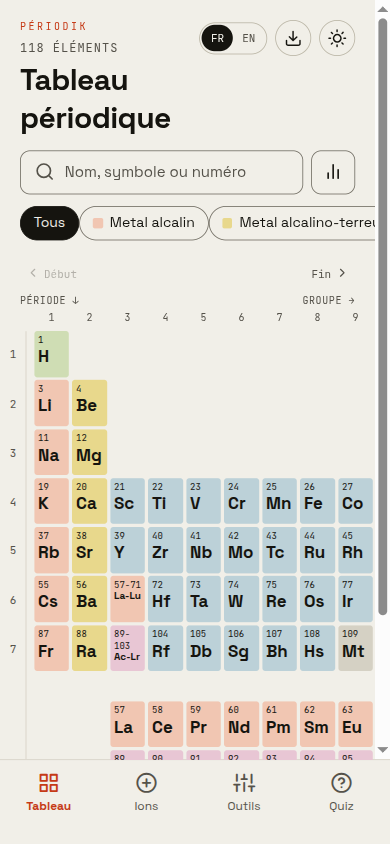 PÉRIODIK
118 ÉLÉMENTS
FR EN
Tableau
périodique
Nom, symbole ou numéro
Tous Metal alcalin Metal alcalino-terreu
Début Fin
PÉRIODE ↓ GROUPE →
1 2 3 4 5 6 7 8 9
1
1
H
2
3 4
Li Be
3
11 12
Na Mg
4
19 20 21 22 23 24 25 26 27
K Ca Sc Ti V Cr Mn Fe Co
5
37 38 39 40 41 42 43 44 45
Rb Sr Y Zr Nb Mo Tc Ru Rh
6
55 56 57-71 72 73 74 75 76 77
Cs Ba La-Lu Hf Ta W Re Os Ir
7
87 88 89-103 104 105 106 107 108 109
Fr Ra Ac-Lr Rf Db Sg Bh Hs Mt
57 58 59 60 61 62 63
La Ce Pr Nd Pm Sm Eu
89 90 91 92 93 94 95
Tableau Ions Outils Quiz